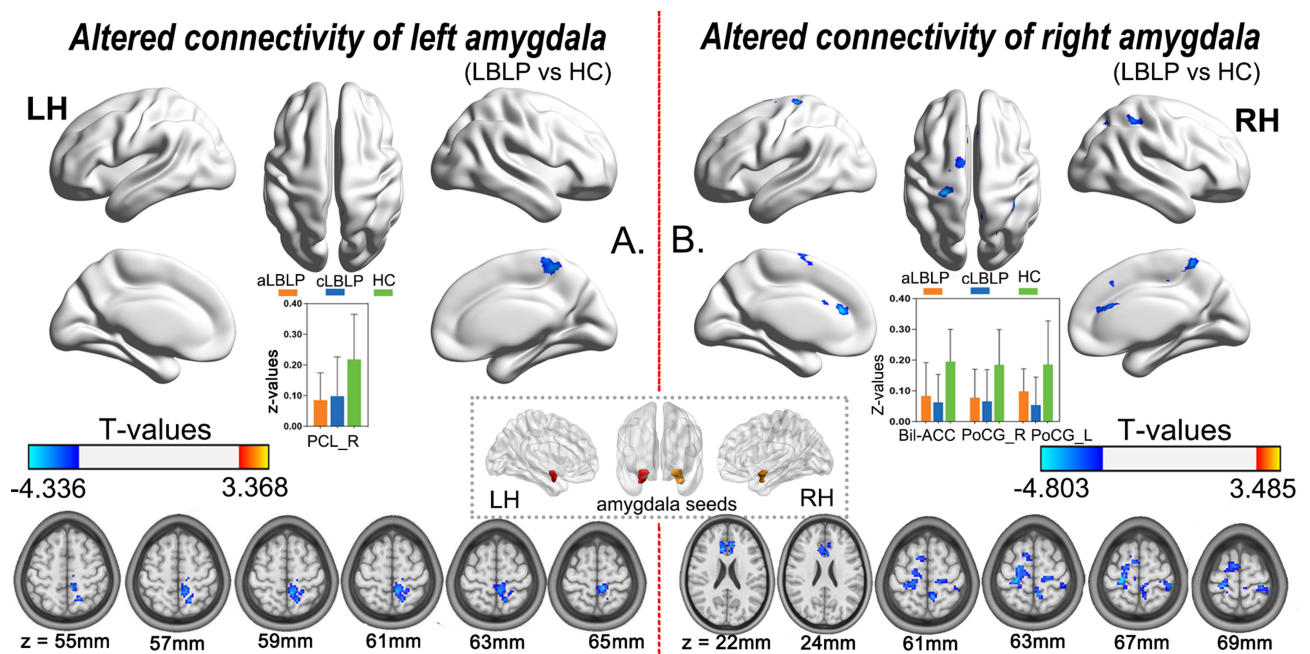 Altered connectivity of left amygdala
(LBLP vs HC)
LH
A.
aLBLP cLBLP HC
0.40
0.30
0.20
0.10
0.00
z-values
PCL_R
T-values
-4.336 3.368
z = 55mm 57mm 59mm 61mm 63mm 65mm
LH RH
amygdala seeds
Altered connectivity of right amygdala
(LBLP vs HC)
RH
B.
aLBLP cLBLP HC
0.40
0.30
0.20
0.10
0.00
Z-values
Bil-ACC PoCG_R PoCG_L
T-values
-4.803 3.485
z = 22mm 24mm 61mm 63mm 67mm 69mm